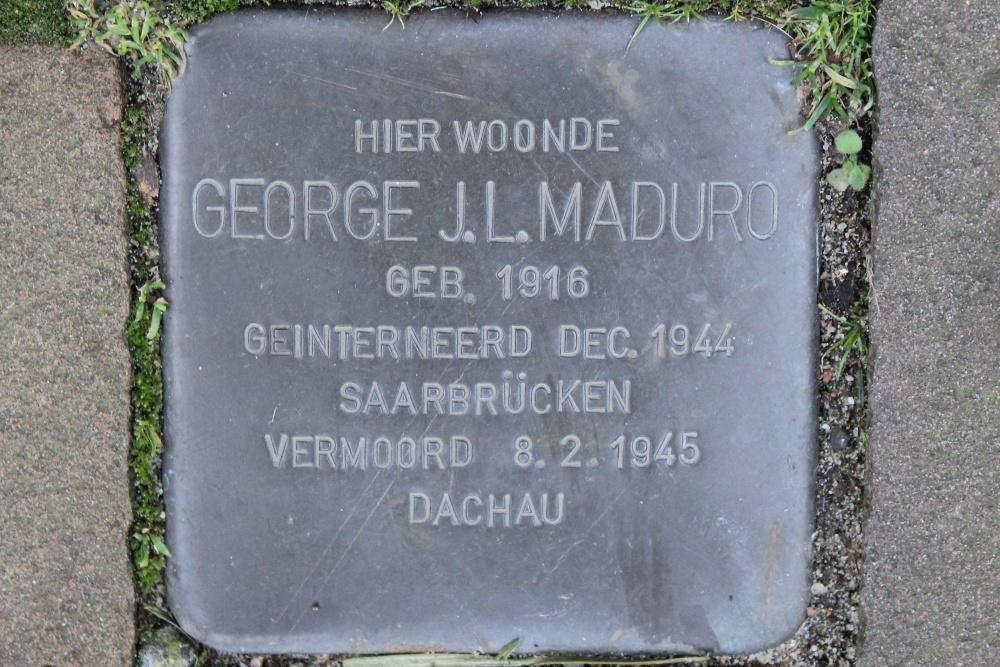 HIER WOONDE
GEORGE J.L. MADURO
GEB. 1916
GEINTERNEERD DEC. 1944
SAARBRÜCKEN
VERMOORD 8.2.1945
DACHAU